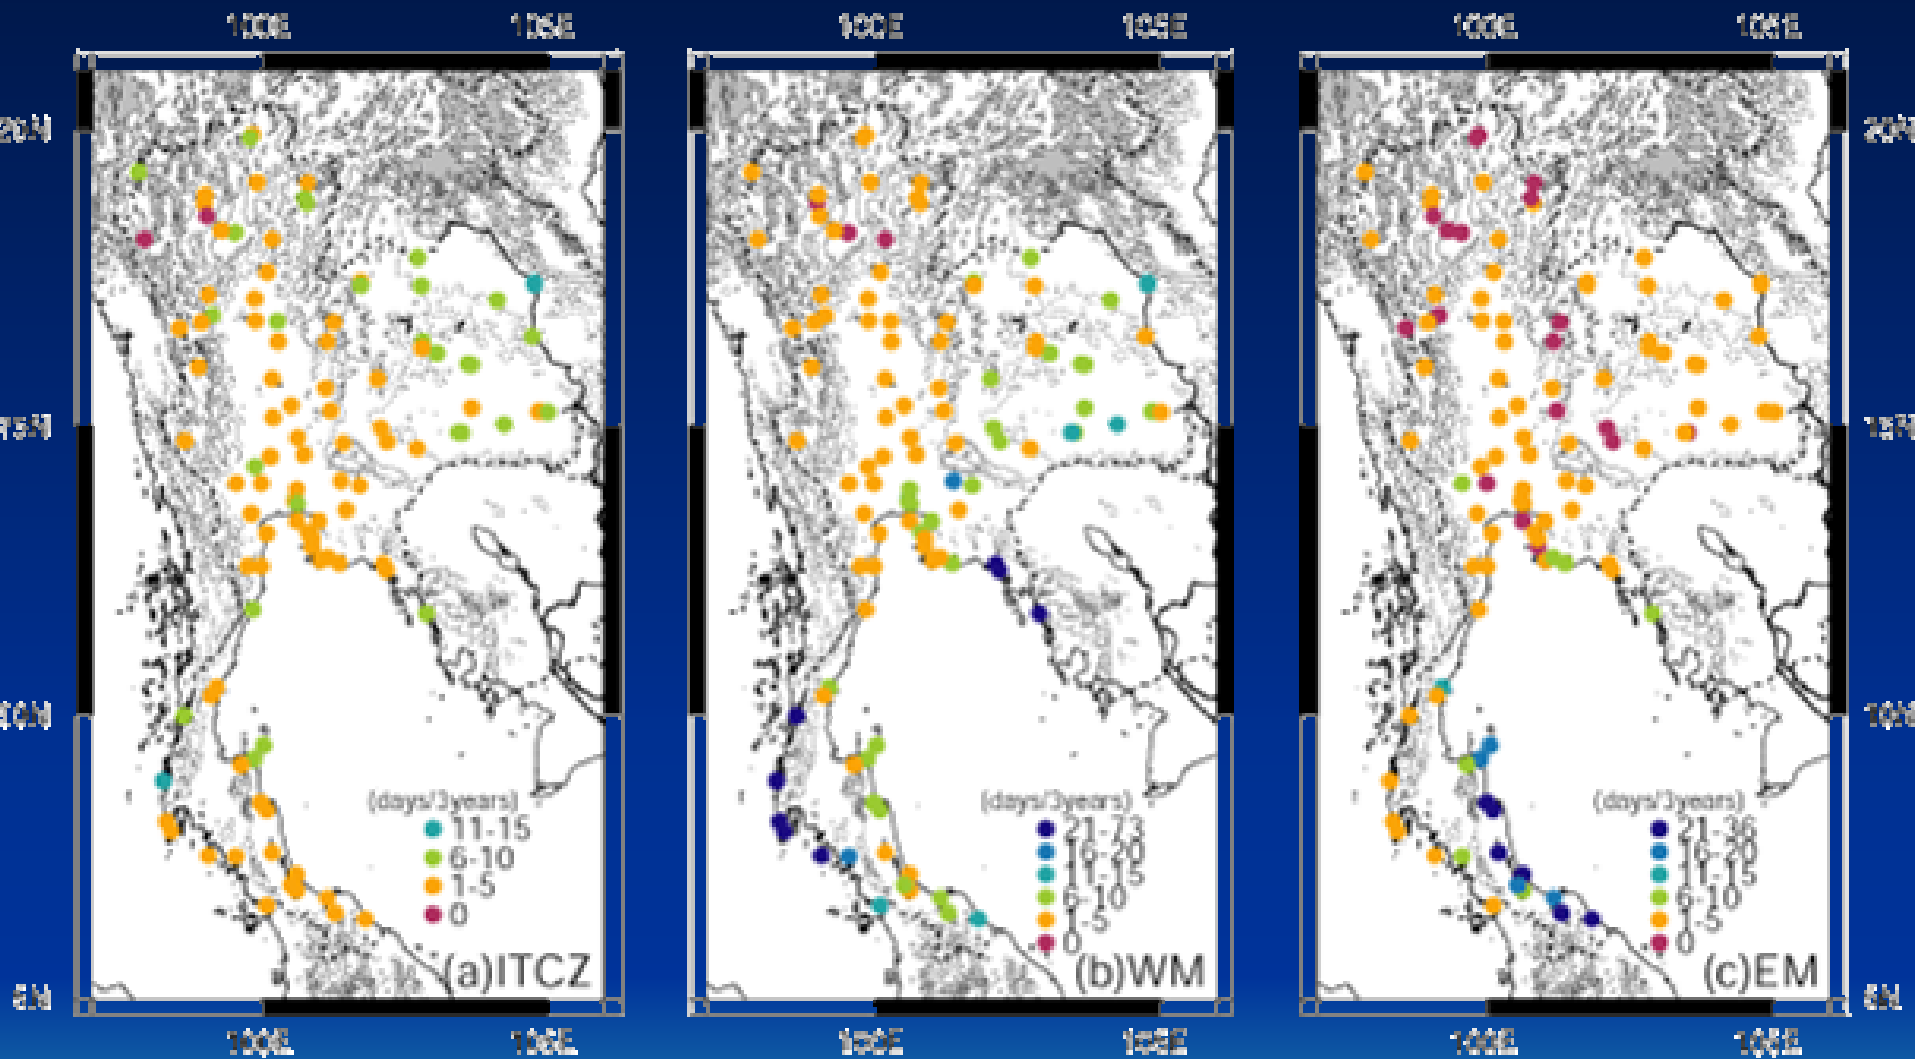 100E 105E 100E 105E 100E 105E
20N 20N
15N 15N
10N 10N
(days/3years)
11-15
6-10
1-5
0
(a)ITCZ
(days/3years)
21-73
16-20
11-15
6-10
1-5
0
(b)WM
(days/3years)
21-36
16-20
11-15
6-10
1-5
0
(c)EM
5N 5N
100E 105E 100E 105E 100E 105E